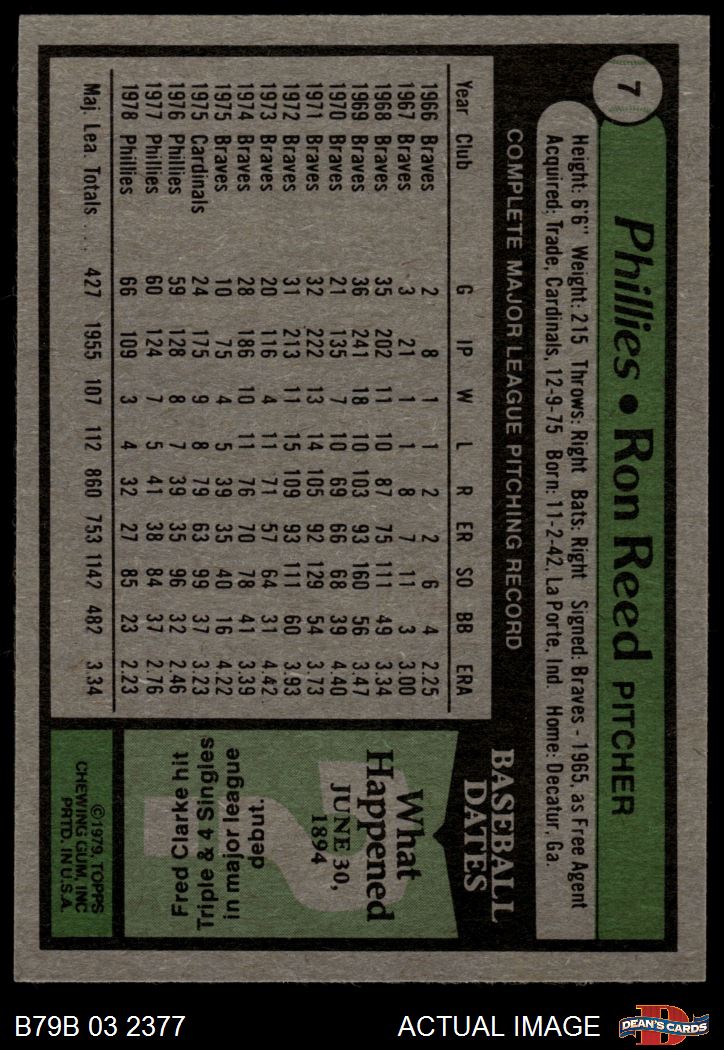 7
Phillies • Ron Reed PITCHER
Height: 6'6" Weight: 215 Throws: Right Bats: Right Signed: Braves - 1965, as Free Agent
Acquired: Trade, Cardinals, 12-9-75 Born: 11-2-42, La Porte, Ind. Home: Decatur, Ga.
COMPLETE MAJOR LEAGUE PITCHING RECORD
Year Club G IP W L R ER SO BB ERA
1966 Braves 2 8 1 1 2 2 6 4 2.25
1967 Braves 3 21 1 1 8 7 11 3 3.00
1968 Braves 35 202 11 10 87 75 111 49 3.34
1969 Braves 36 241 18 10 103 93 160 56 3.47
1970 Braves 21 135 7 10 69 66 68 39 4.40
1971 Braves 32 222 13 14 105 92 129 54 3.73
1972 Braves 31 213 11 15 109 93 111 60 3.93
1973 Braves 20 116 4 11 71 57 64 31 4.42
1974 Braves 28 186 10 11 76 70 78 41 3.39
1975 Braves 10 75 4 5 39 35 40 16 4.22
1975 Cardinals 24 175 9 8 79 63 99 37 3.23
1976 Phillies 59 128 8 7 39 35 96 32 2.46
1977 Phillies 60 124 7 5 41 38 84 37 2.76
1978 Phillies 66 109 3 4 32 27 85 23 2.23
Maj. Lea. Totals ... 427 1955 107 112 860 753 1142 482 3.34
BASEBALL
DATES
What
Happened
JUNE 30,
1894
?
Fred Clarke hit
Triple & 4 Singles
in major league
debut.
©1979, TOPPS
CHEWING GUM, INC
PRTD. IN U.S.A.
B79B 03 2377 ACTUAL IMAGE
D
DEAN'S CARDS